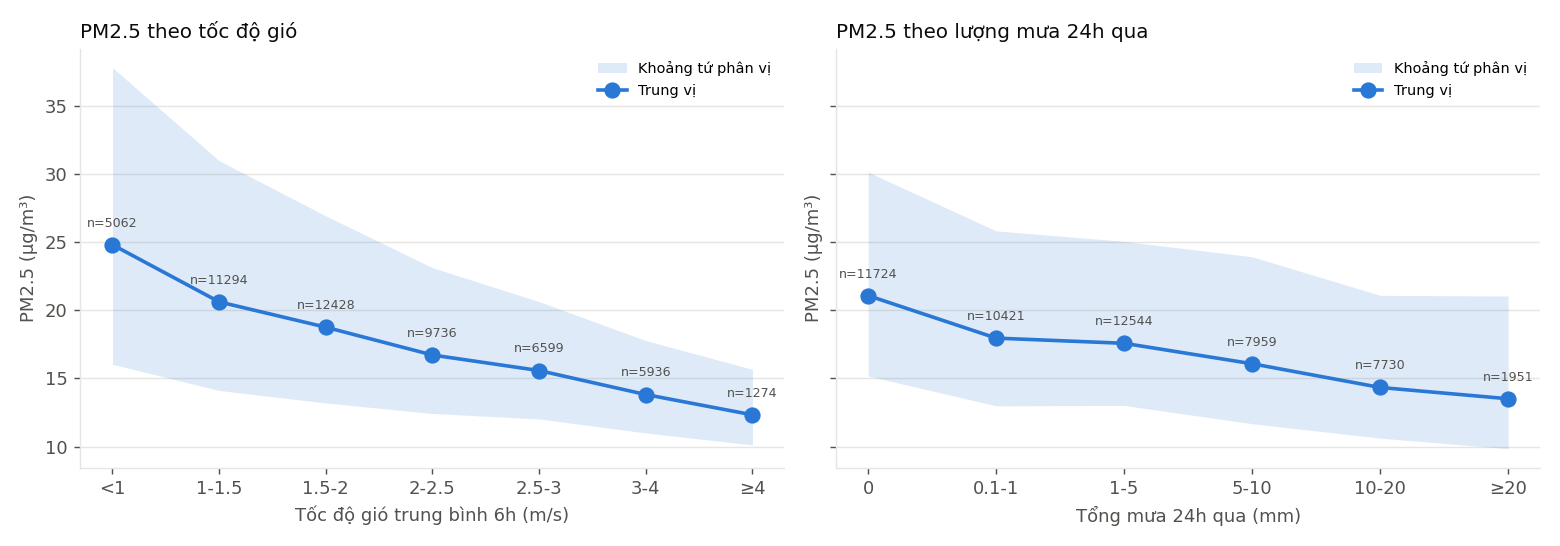 PM2.5 theo tốc độ gió
Khoảng tứ phân vị
Trung vị
35
30
25
20
15
10
PM2.5 (μg/m³)
n=5062
n=11294
n=12428
n=9736
n=6599
n=5936
n=1274
<1
1-1.5
1.5-2
2-2.5
2.5-3
3-4
≥4
Tốc độ gió trung bình 6h (m/s)
PM2.5 theo lượng mưa 24h qua
Khoảng tứ phân vị
Trung vị
PM2.5 (μg/m³)
n=11724
n=10421
n=12544
n=7959
n=7730
n=1951
0
0.1-1
1-5
5-10
10-20
≥20
Tổng mưa 24h qua (mm)